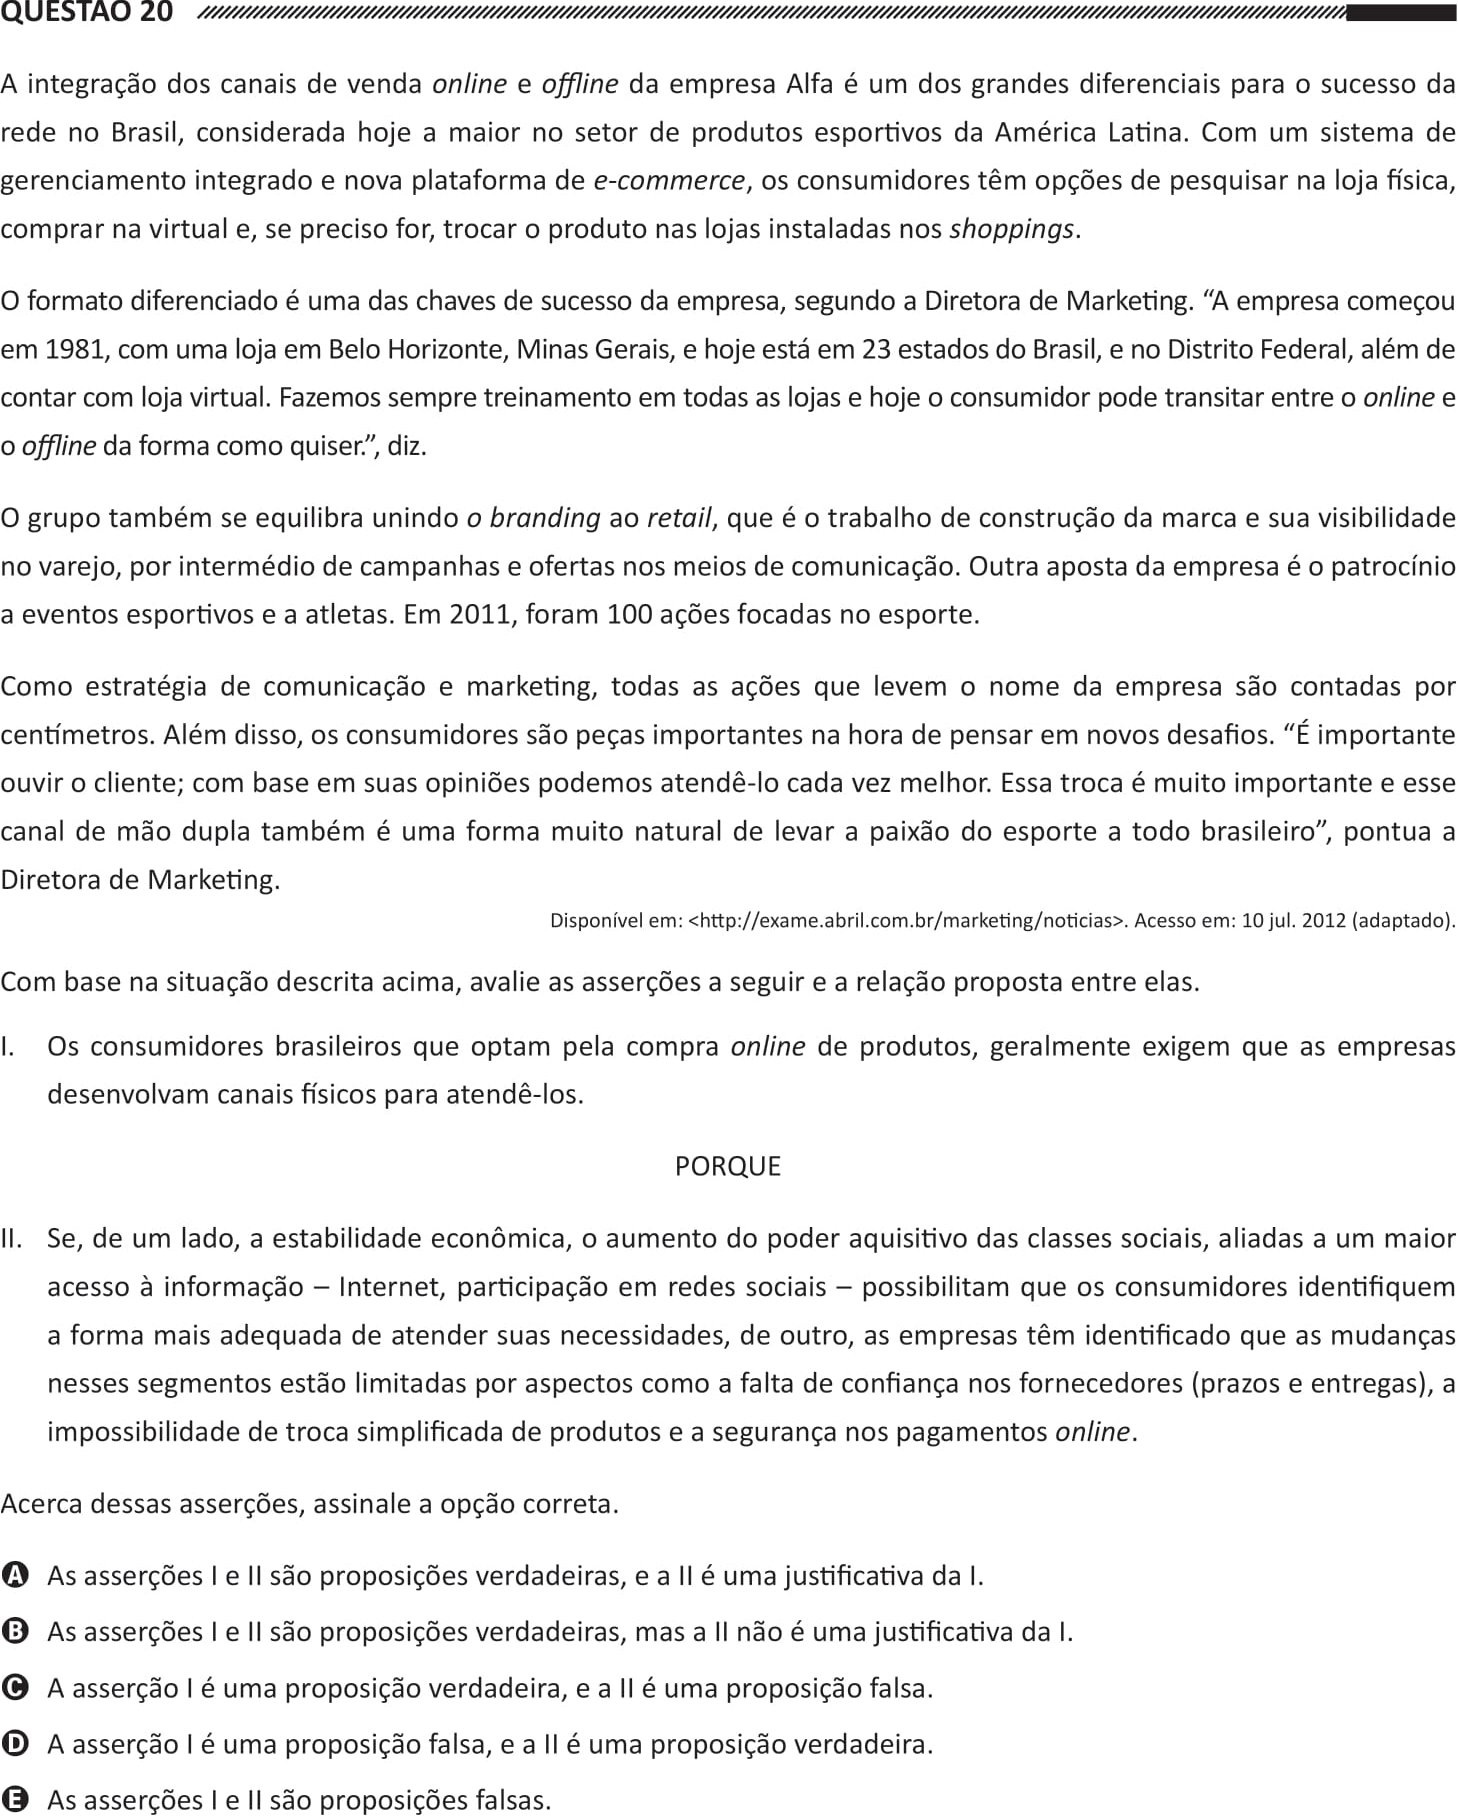 QUESTÃO 20
A integração dos canais de venda online e offline da empresa Alfa é um dos grandes diferenciais para o sucesso da
rede no Brasil, considerada hoje a maior no setor de produtos esportivos da América Latina. Com um sistema de
gerenciamento integrado e nova plataforma de e-commerce, os consumidores têm opções de pesquisar na loja física,
comprar na virtual e, se preciso for, trocar o produto nas lojas instaladas nos shoppings.
O formato diferenciado é uma das chaves de sucesso da empresa, segundo a Diretora de Marketing. “A empresa começou
em 1981, com uma loja em Belo Horizonte, Minas Gerais, e hoje está em 23 estados do Brasil, e no Distrito Federal, além de
contar com loja virtual. Fazemos sempre treinamento em todas as lojas e hoje o consumidor pode transitar entre o online e
o offline da forma como quiser.”, diz.
O grupo também se equilibra unindo o branding ao retail, que é o trabalho de construção da marca e sua visibilidade
no varejo, por intermédio de campanhas e ofertas nos meios de comunicação. Outra aposta da empresa é o patrocínio
a eventos esportivos e a atletas. Em 2011, foram 100 ações focadas no esporte.
Como estratégia de comunicação e marketing, todas as ações que levem o nome da empresa são contadas por
centímetros. Além disso, os consumidores são peças importantes na hora de pensar em novos desafios. “É importante
ouvir o cliente; com base em suas opiniões podemos atendê-lo cada vez melhor. Essa troca é muito importante e esse
canal de mão dupla também é uma forma muito natural de levar a paixão do esporte a todo brasileiro”, pontua a
Diretora de Marketing.
Disponível em: <http://exame.abril.com.br/marketing/noticias>. Acesso em: 10 jul. 2012 (adaptado).
Com base na situação descrita acima, avalie as asserções a seguir e a relação proposta entre elas.
I. Os consumidores brasileiros que optam pela compra online de produtos, geralmente exigem que as empresas
desenvolvam canais físicos para atendê-los.
PORQUE
II. Se, de um lado, a estabilidade econômica, o aumento do poder aquisitivo das classes sociais, aliadas a um maior
acesso à informação – Internet, participação em redes sociais – possibilitam que os consumidores identifiquem
a forma mais adequada de atender suas necessidades, de outro, as empresas têm identificado que as mudanças
nesses segmentos estão limitadas por aspectos como a falta de confiança nos fornecedores (prazos e entregas), a
impossibilidade de troca simplificada de produtos e a segurança nos pagamentos online.
Acerca dessas asserções, assinale a opção correta.
A As asserções I e II são proposições verdadeiras, e a II é uma justificativa da I.
B As asserções I e II são proposições verdadeiras, mas a II não é uma justificativa da I.
C A asserção I é uma proposição verdadeira, e a II é uma proposição falsa.
D A asserção I é uma proposição falsa, e a II é uma proposição verdadeira.
E As asserções I e II são proposições falsas.